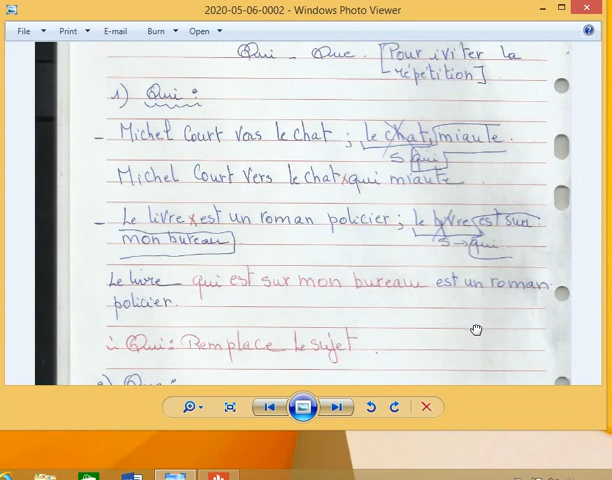 2020-05-06-0002 - Windows Photo Viewer
File Print E-mail Burn Open
Qui - Que. [Pour iviter la
répétition]
1) Qui :
- Michel Court vers le chat ; le chat, miaule.
S qui
Michel Court vers le chat x qui miaule
- Le livre x est un roman policier ; le livre est sur
mon bureau S → qui
Le livre qui est sur mon bureau est un roman
policier.
∴ Qui : Remplace le sujet.